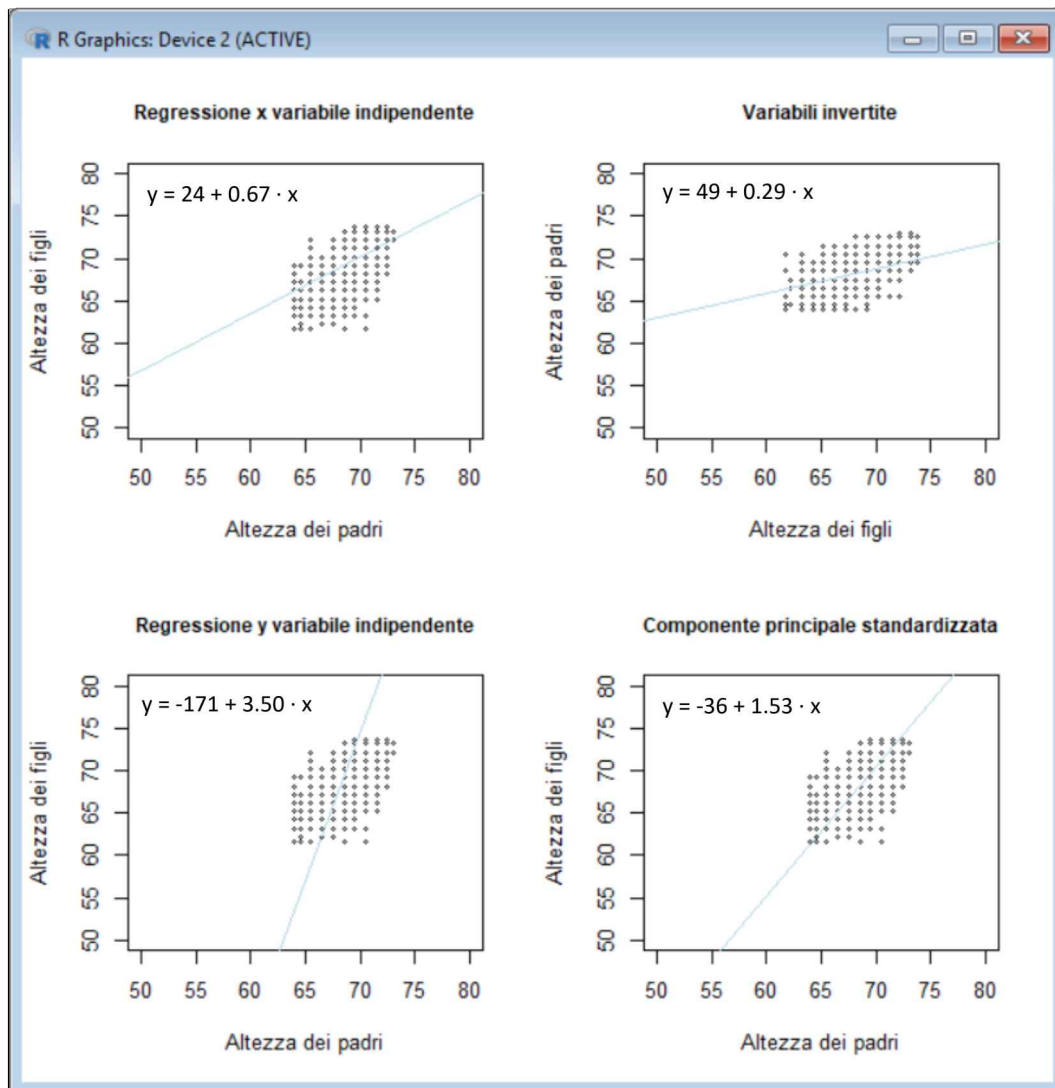 R Graphics: Device 2 (ACTIVE)
Regressione x variabile indipendente
y = 24 + 0.67 · x
Altezza dei figli
80
75
70
65
60
55
50
50 55 60 65 70 75 80
Altezza dei padri
Variabili invertite
y = 49 + 0.29 · x
Altezza dei padri
80
75
70
65
60
55
50
50 55 60 65 70 75 80
Altezza dei figli
Regressione y variabile indipendente
y = -171 + 3.50 · x
Altezza dei figli
80
75
70
65
60
55
50
50 55 60 65 70 75 80
Altezza dei padri
Componente principale standardizzata
y = -36 + 1.53 · x
Altezza dei figli
80
75
70
65
60
55
50
50 55 60 65 70 75 80
Altezza dei padri